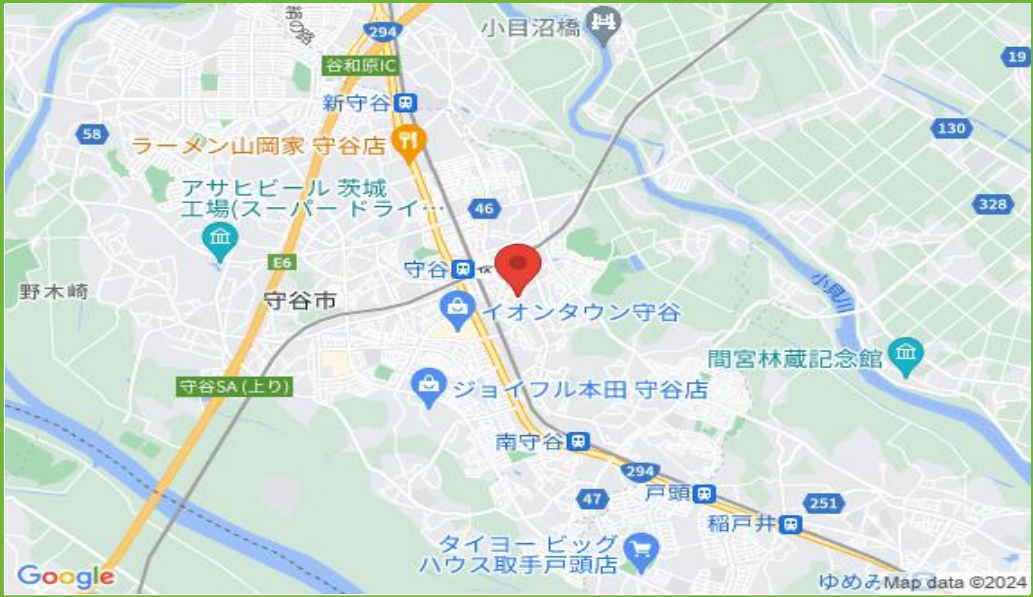 294
小目沼橋
19
谷和原IC
新守谷
58
130
ラーメン山岡家 守谷店
アサヒビール 茨城
工場(スーパードライ…
46
328
E6
守谷
野木崎
守谷市
イオンタウン守谷
小貝川
間宮林蔵記念館
守谷SA (上り)
ジョイフル本田 守谷店
南守谷
294
47
戸頭
251
稲戸井
タイヨー ビッグ
ハウス取手戸頭店
Google
ゆめみ
Map data ©2024